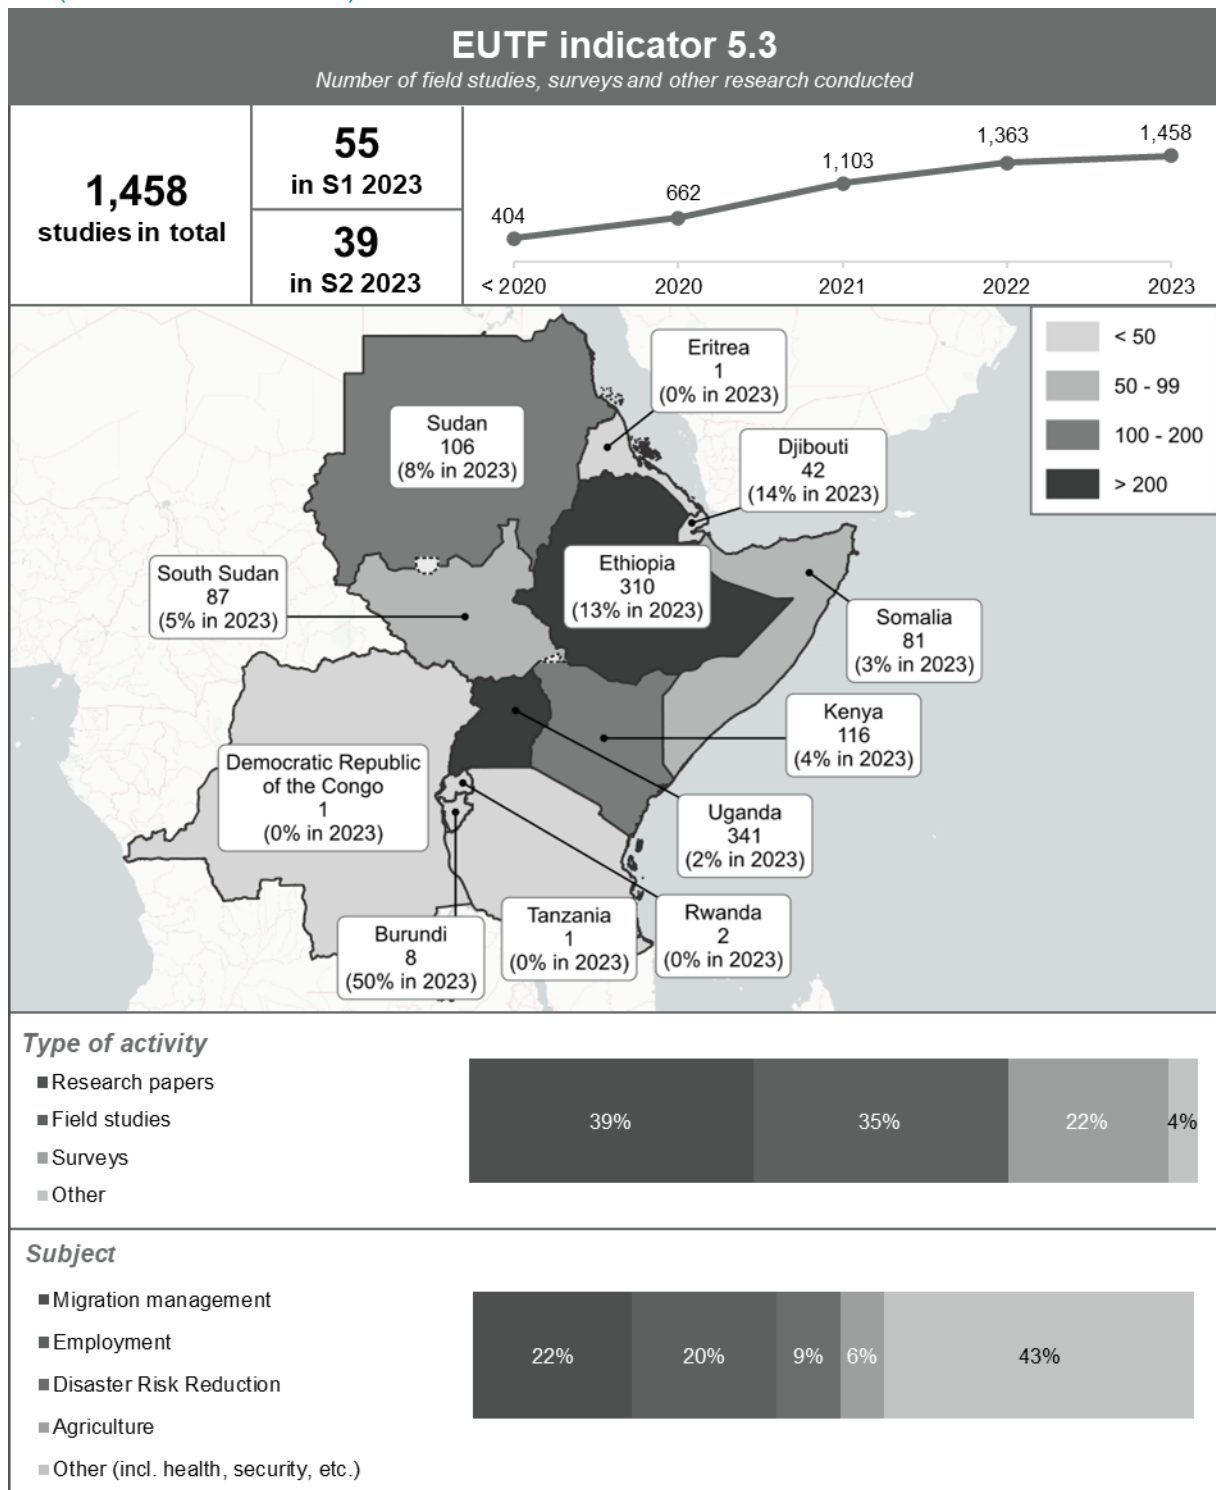 EUTF indicator 5.3
Number of field studies, surveys and other research conducted
1,458
studies in total
55
in S1 2023
39
in S2 2023
404
662
1,103
1,363
1,458
< 2020
2020
2021
2022
2023
< 50
50 - 99
100 - 200
> 200
Eritrea
1
(0% in 2023)
Sudan
106
(8% in 2023)
Djibouti
42
(14% in 2023)
Ethiopia
310
(13% in 2023)
South Sudan
87
(5% in 2023)
Somalia
81
(3% in 2023)
Kenya
116
(4% in 2023)
Democratic Republic
of the Congo
1
(0% in 2023)
Uganda
341
(2% in 2023)
Burundi
8
(50% in 2023)
Tanzania
1
(0% in 2023)
Rwanda
2
(0% in 2023)
Type of activity
Research papers
Field studies
Surveys
Other
39%
35%
22%
4%
Subject
Migration management
Employment
Disaster Risk Reduction
Agriculture
Other (incl. health, security, etc.)
22%
20%
9%
6%
43%